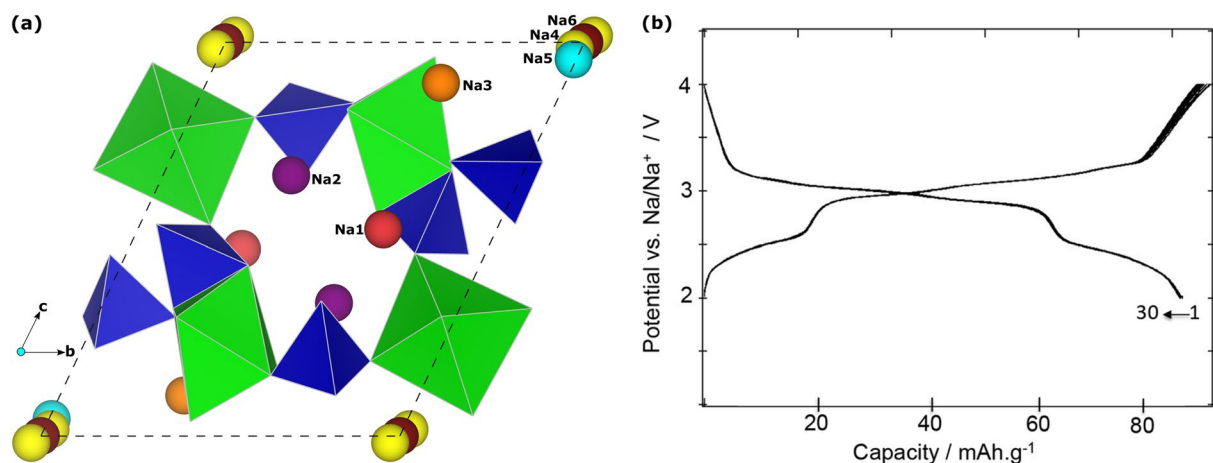 (a)
Na6
Na4
Na5
Na3
Na2
Na1
c
b
(b)
Potential vs. Na/Na⁺ / V
4
3
2
30 ← 1
20 40 60 80
Capacity / mAh.g⁻¹